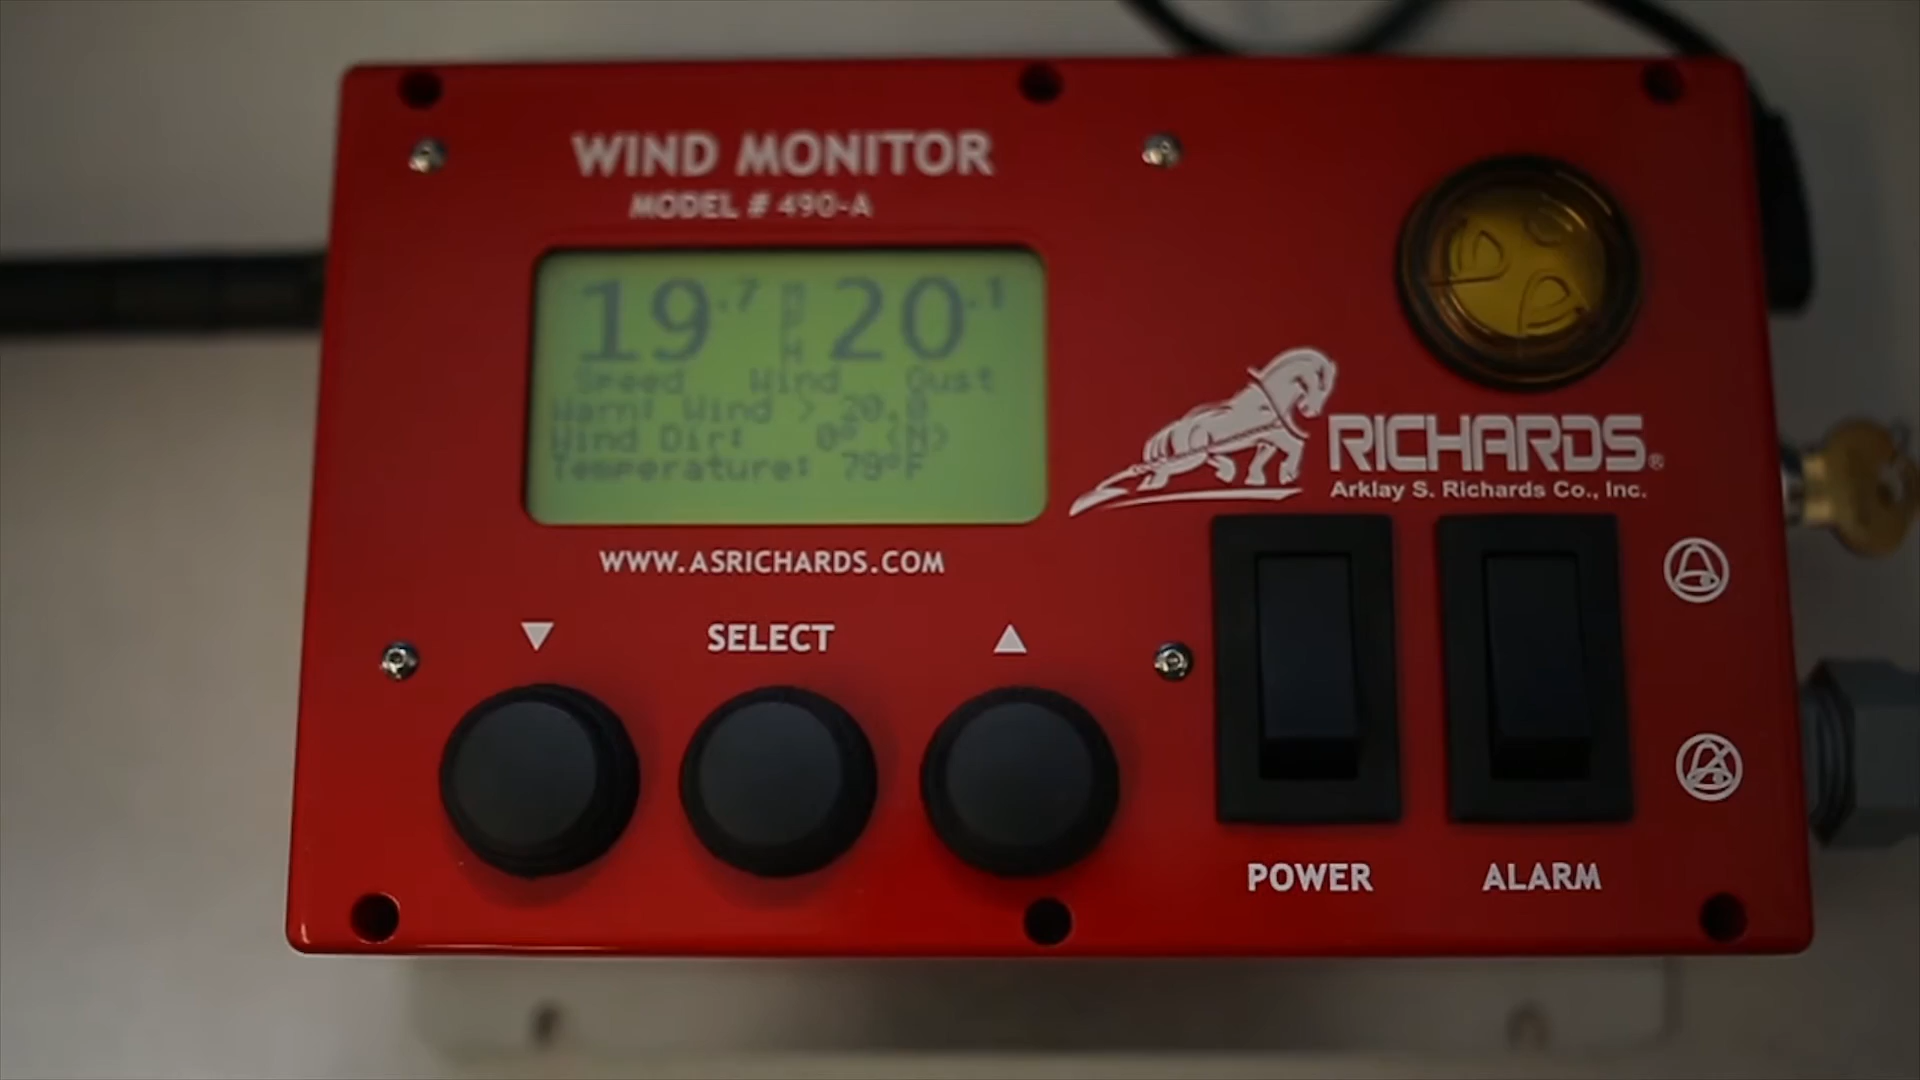 WIND MONITOR
MODEL # 490-A
19.7 MPH 20.1
Speed Wind Gust
Warn: Wind > 20.0
Wind Dir: 0° (N)
Temperature: 79°F
RICHARDS®
Arklay S. Richards Co., Inc.
WWW.ASRICHARDS.COM
▼ SELECT ▲
POWER ALARM